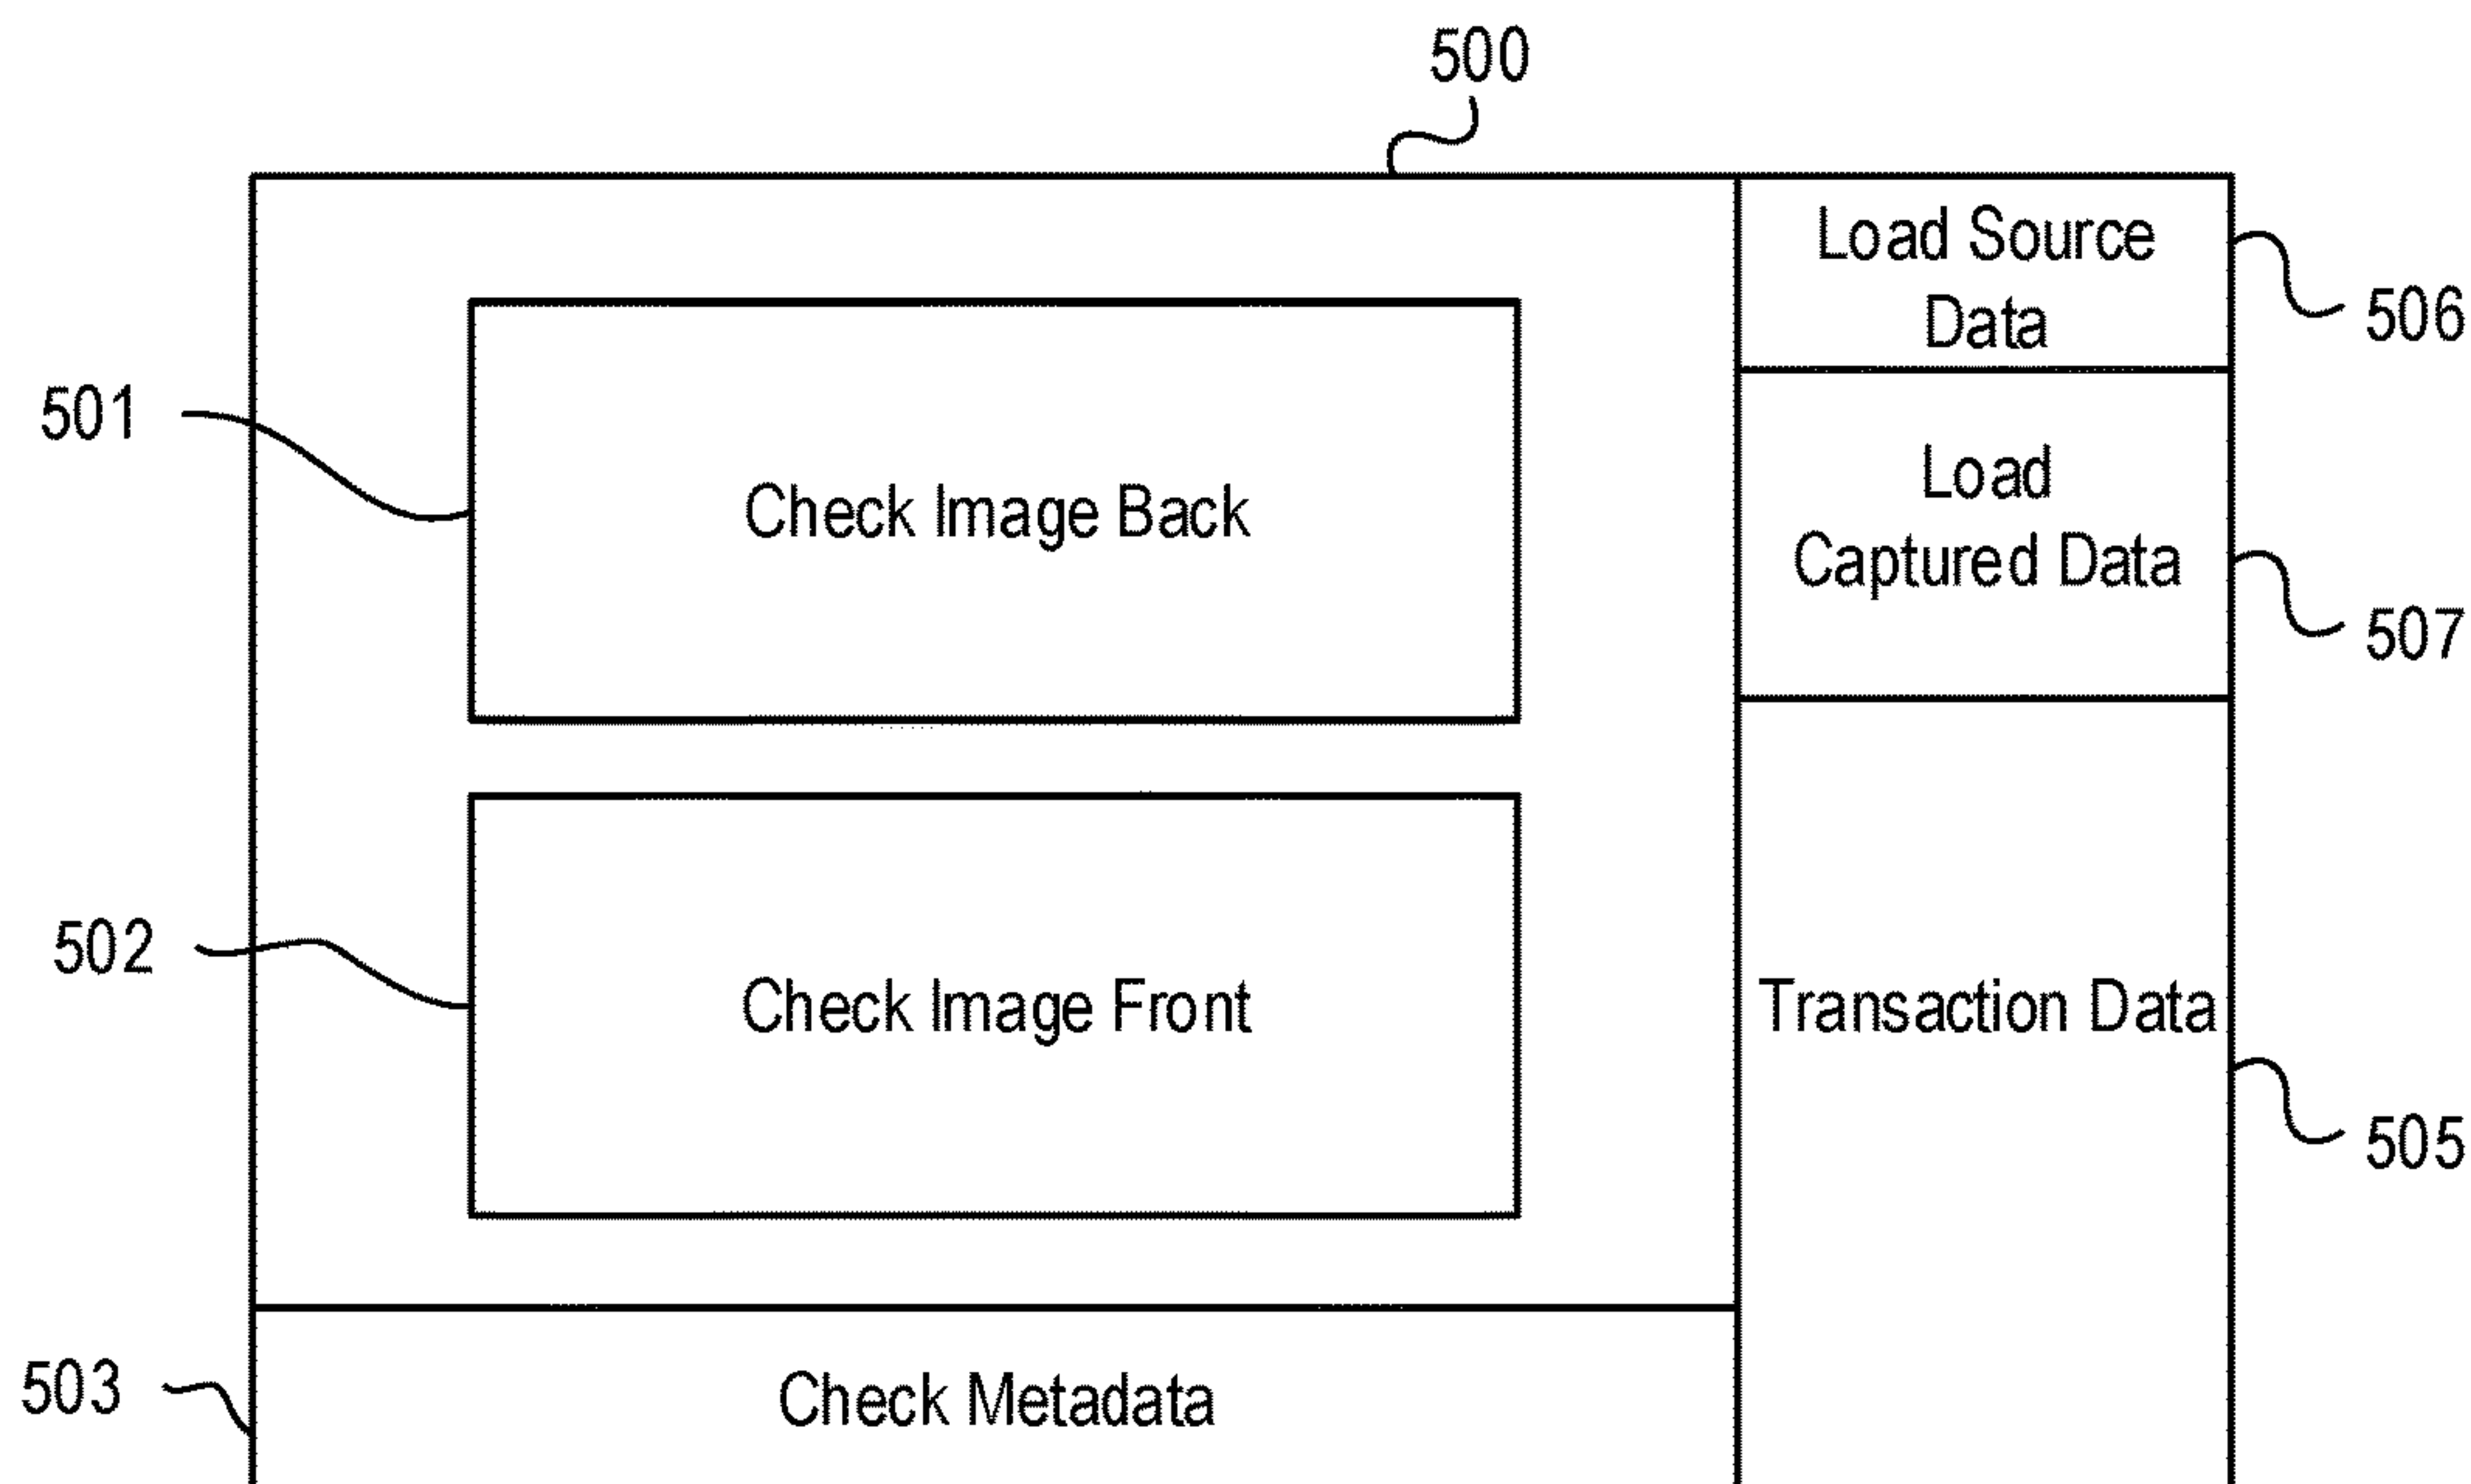 500
Load Source
Data
506
501
Check Image Back
Load
Captured Data
507
502
Check Image Front
Transaction Data
505
503
Check Metadata